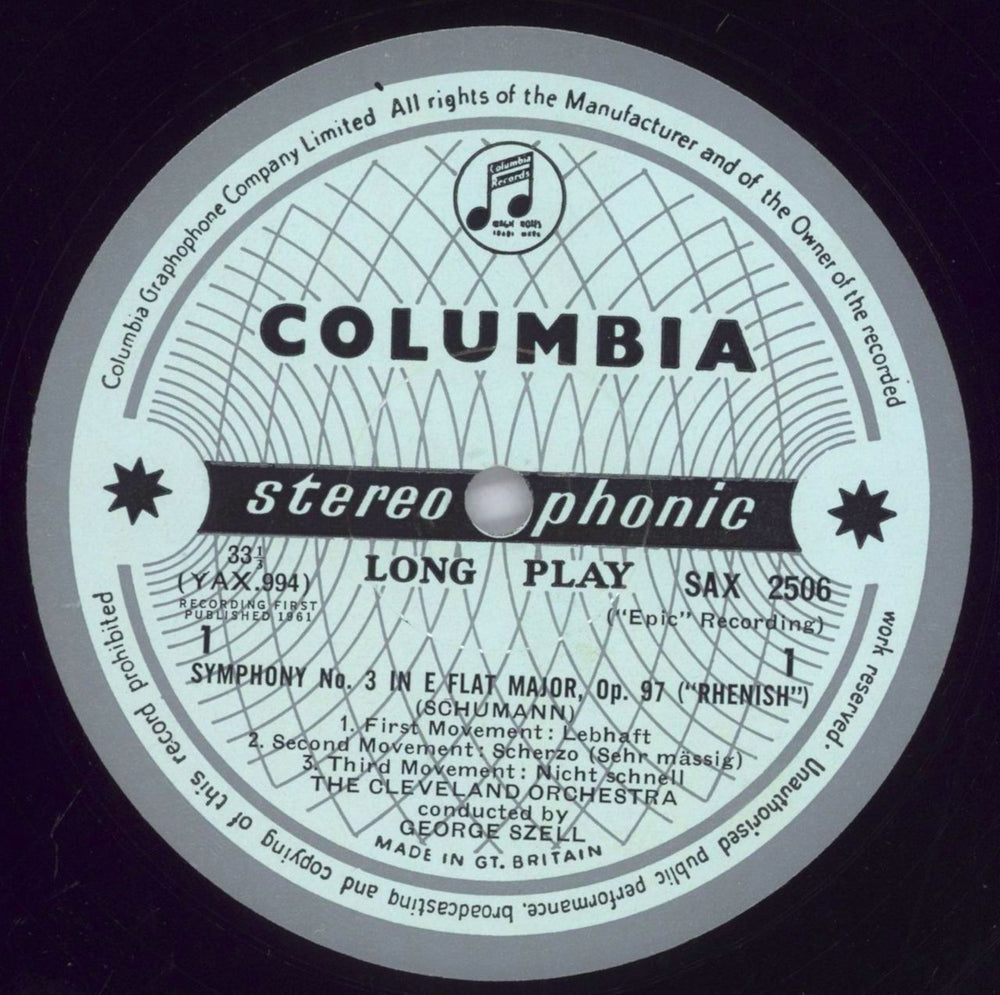 Columbia Graphophone Company Limited All rights of the Manufacturer and of the Owner of the recorded
work reserved. Unauthorised public performance, broadcasting and copying of this record prohibited
Columbia
Records
COLUMBIA
stereophonic
33⅓
LONG PLAY
SAX 2506
(YAX.994)
("Epic" Recording)
RECORDING FIRST
PUBLISHED 1961
1
1
SYMPHONY No. 3 IN E FLAT MAJOR, Op. 97 ("RHENISH")
(SCHUMANN)
1. First Movement: Lebhaft
2. Second Movement: Scherzo (Sehr mässig)
3. Third Movement: Nicht schnell
THE CLEVELAND ORCHESTRA
conducted by
GEORGE SZELL
MADE IN GT. BRITAIN